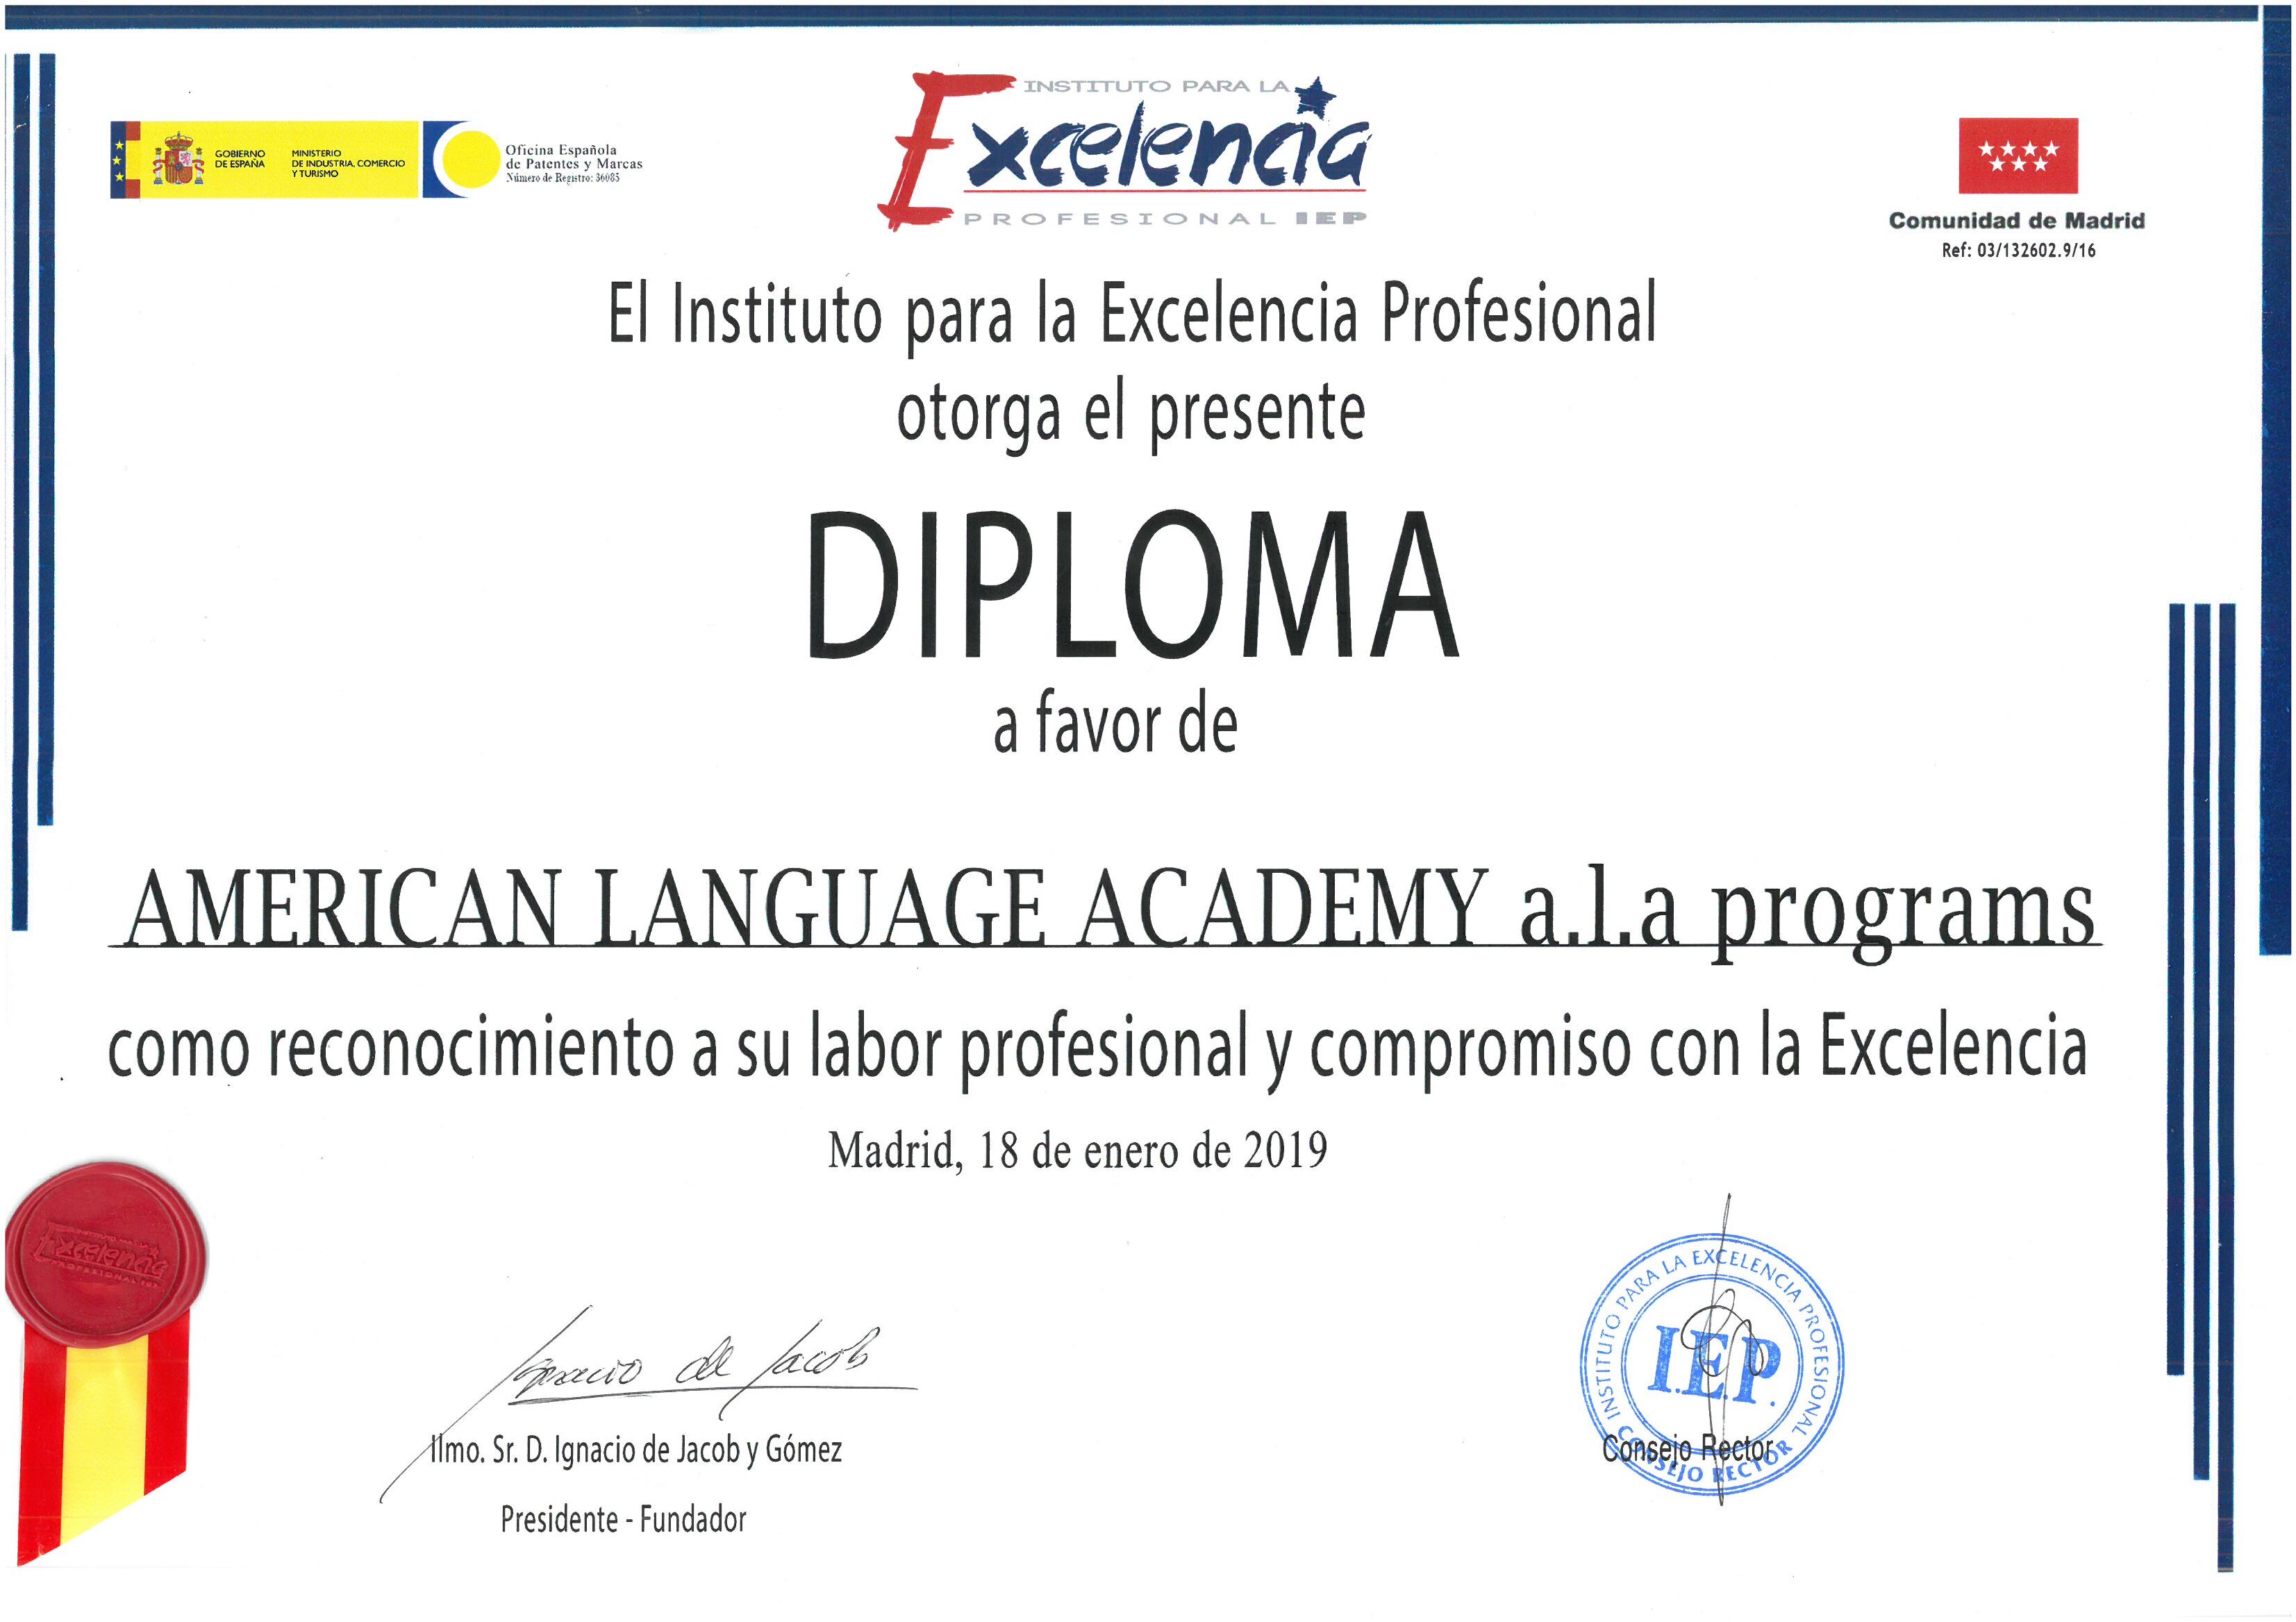 GOBIERNO
DE ESPAÑA
MINISTERIO
DE INDUSTRIA, COMERCIO
Y TURISMO
Oficina Española
de Patentes y Marcas
Número de Registro: 36085
INSTITUTO PARA LA
Excelencia
PROFESIONAL IEP
Comunidad de Madrid
Ref: 03/132602.9/16
El Instituto para la Excelencia Profesional
otorga el presente
DIPLOMA
a favor de
AMERICAN LANGUAGE ACADEMY a.l.a programs
como reconocimiento a su labor profesional y compromiso con la Excelencia
Madrid, 18 de enero de 2019
INSTITUTO PARA LA
Excelencia
PROFESIONAL IEP
Ignacio de Jacob
Ilmo. Sr. D. Ignacio de Jacob y Gómez
Presidente - Fundador
INSTITUTO PARA LA EXCELENCIA PROFESIONAL
I.E.P.
CONSEJO RECTOR
Consejo Rector